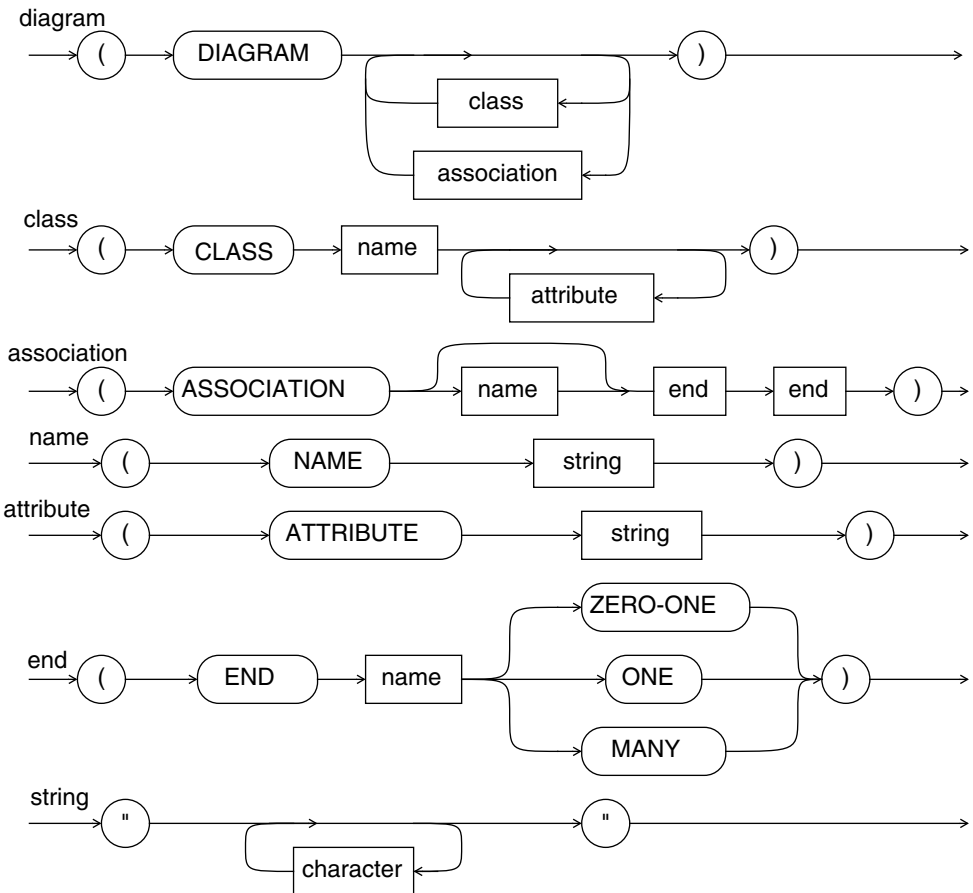 diagram
( DIAGRAM )
class
association
class
( CLASS name )
attribute
association
( ASSOCIATION name end end )
name
( NAME string )
attribute
( ATTRIBUTE string )
ZERO-ONE
end
( END name ONE )
MANY
string
" "
character